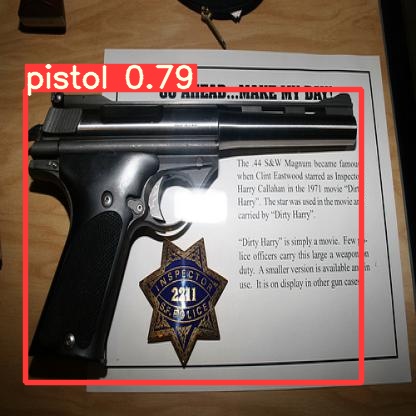 pistol 0.79
GO AHEAD...MAKE MY DAY!
The .44 S&W Magnum became famous
when Clint Eastwood starred as Inspector
Harry Callahan in the 1971 movie "Dirty
Harry". The star was used in the movie and
carried by "Dirty Harry".
"Dirty Harry" is simply a movie. Few po-
lice officers carry this large a weapon on
duty. A smaller version is available and in
use. It is on display in other gun cases
INSPECTOR
2211
S.F. POLICE